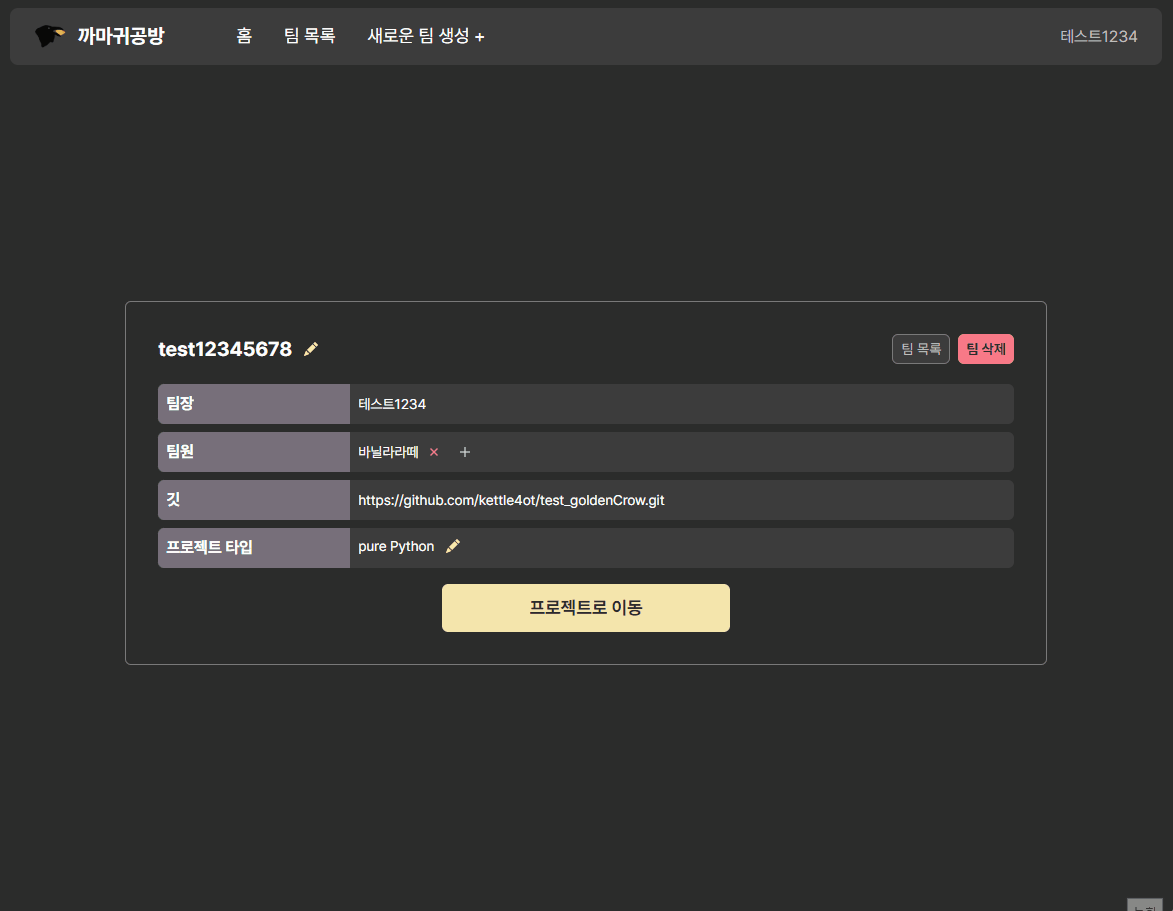 까마귀공방 홈 팀 목록 새로운 팀 생성 + 테스트1234
test12345678 팀 목록 팀 삭제
팀장 테스트1234
팀원 바닐라라떼 × +
깃 https://github.com/kettle4ot/test_goldenCrow.git
프로젝트 타입 pure Python
프로젝트로 이동